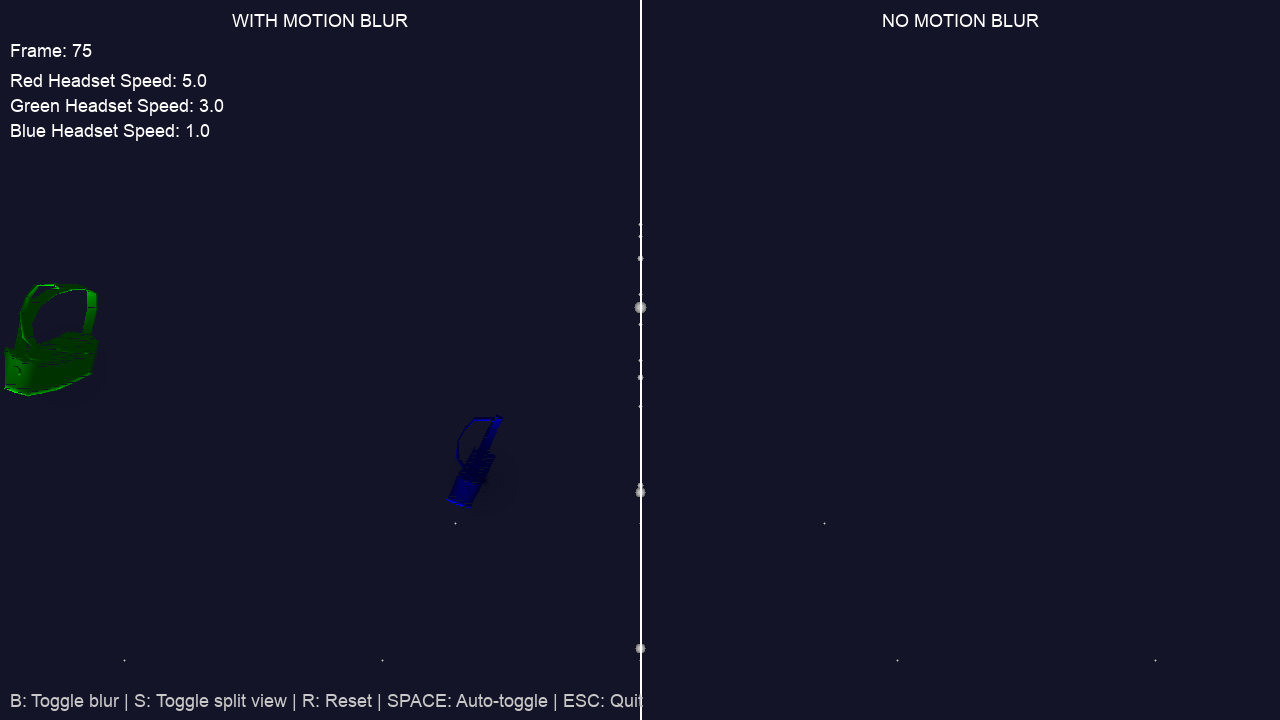 WITH MOTION BLUR
NO MOTION BLUR
Frame: 75
Red Headset Speed: 5.0
Green Headset Speed: 3.0
Blue Headset Speed: 1.0
B: Toggle blur | S: Toggle split view | R: Reset | SPACE: Auto-toggle | ESC: Quit